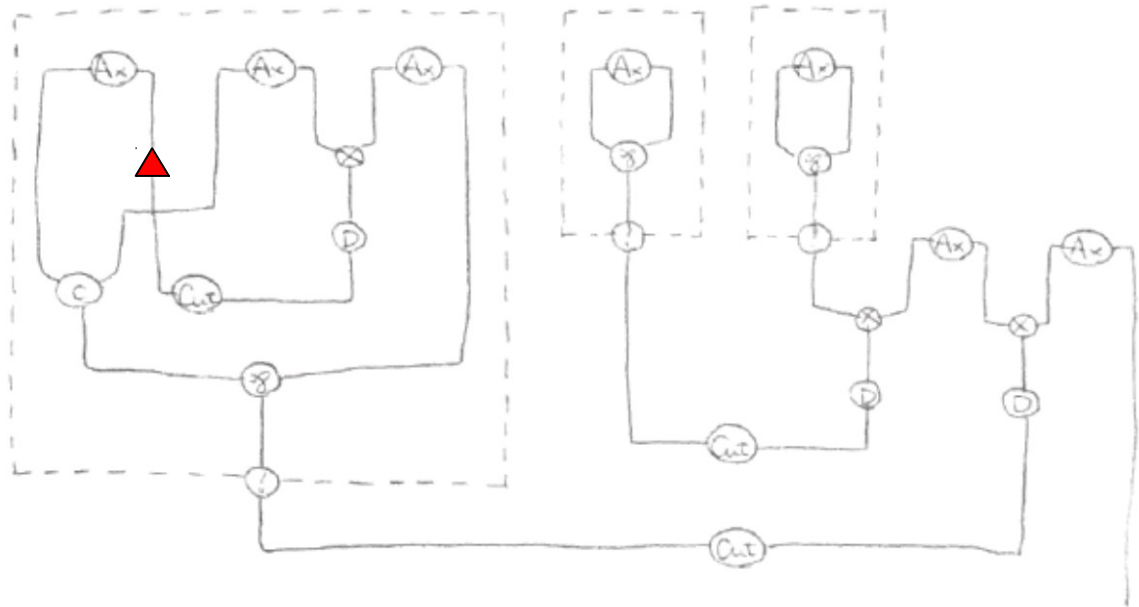 Ax Ax Ax Ax Ax
⊗ ⅋ ⅋
D ! ! Ax Ax
C Cut ⊗ ⊗
⅋ D D
Cut
!
Cut